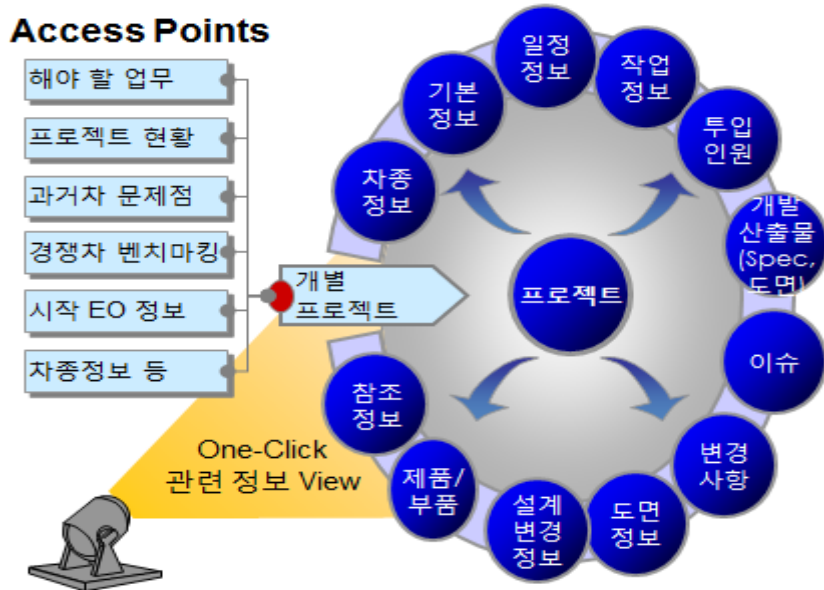 Access Points
해야 할 업무
프로젝트 현황
과거차 문제점
경쟁차 벤치마킹
시작 EO 정보
차종정보 등
개별
프로젝트
One-Click
관련 정보 View
프로젝트
차종
정보
기본
정보
일정
정보
작업
정보
투입
인원
개발
산출물
(Spec,
도면)
이슈
변경
사항
도면
정보
설계
변경
정보
제품/
부품
참조
정보